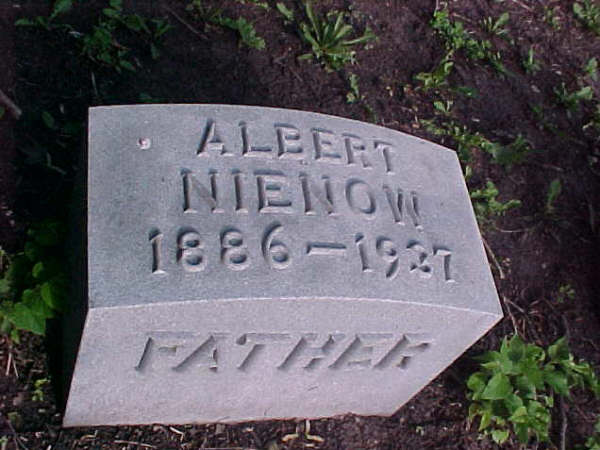 ALBERT
NIENOW
1886-1937
FATHER